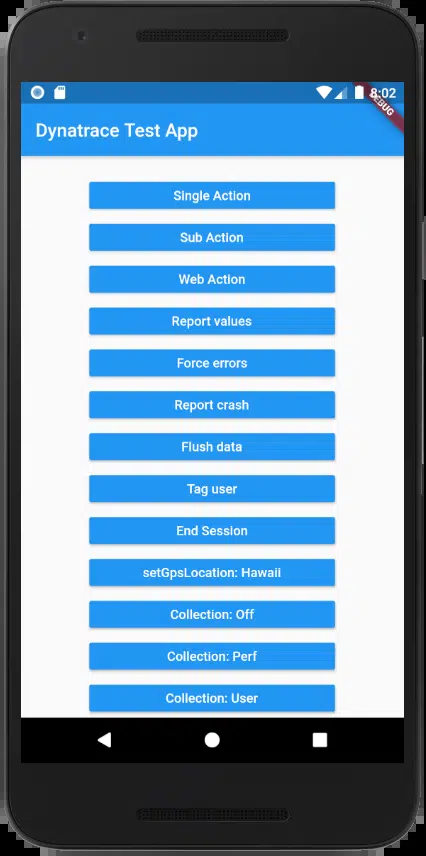 8:02
DEBUG
Dynatrace Test App
Single Action
Sub Action
Web Action
Report values
Force errors
Report crash
Flush data
Tag user
End Session
setGpsLocation: Hawaii
Collection: Off
Collection: Perf
Collection: User